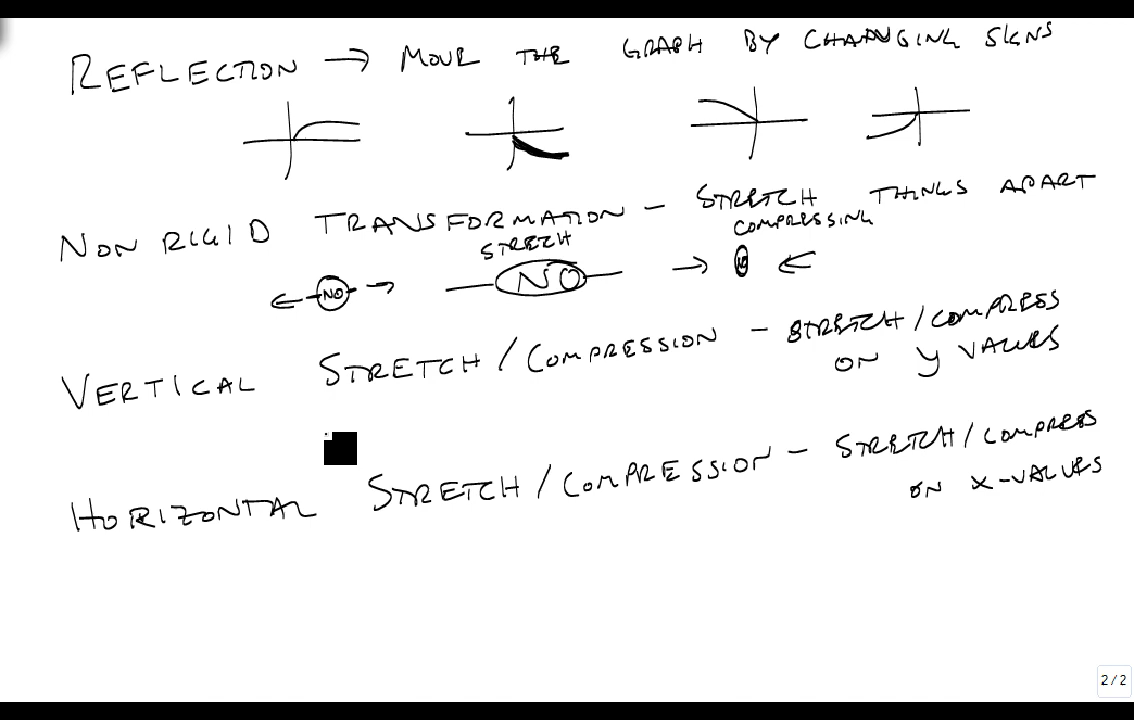 REFLECTION → MOVE THE GRAPH BY CHANGING SIGNS
NON RIGID TRANSFORMATION - STRETCH THINGS APART
STRETCH COMPRESSING
← NO → NO → NO ←
VERTICAL STRETCH / COMPRESSION - STRETCH / COMPRESS
ON Y VALUES
HORIZONTAL STRETCH / COMPRESSION - STRETCH / COMPRESS
ON X-VALUES
2/2